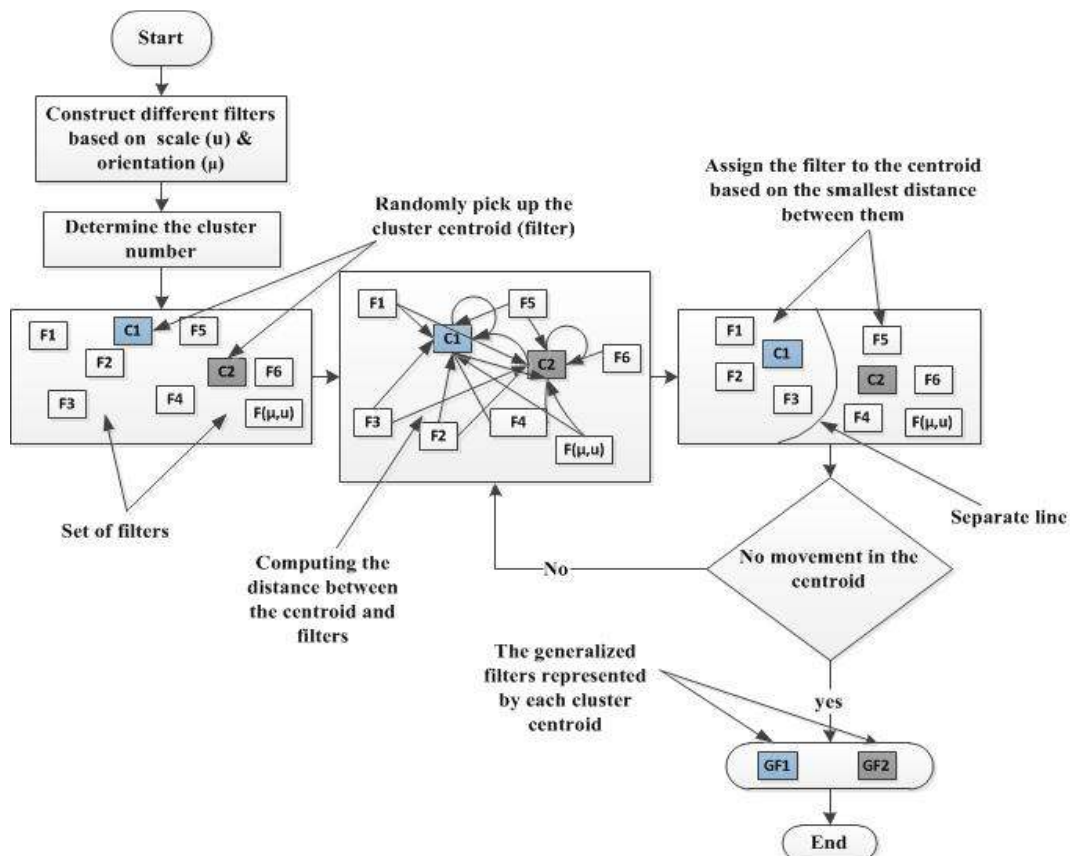 Start
Construct different filters
based on scale (u) &
orientation (μ)
Determine the cluster
number
Randomly pick up the
cluster centroid (filter)
Assign the filter to the centroid
based on the smallest distance
between them
F1
C1
F5
F2
C2
F6
F3
F4
F(μ,u)
Set of filters
F1
F5
C1
C2
F6
F3
F2
F4
F(μ,u)
Computing the
distance between
the centroid and
filters
F1
F5
C1
F2
C2
F6
F3
F4
F(μ,u)
Separate line
No movement in the
centroid
No
yes
The generalized
filters represented
by each cluster
centroid
GF1
GF2
End